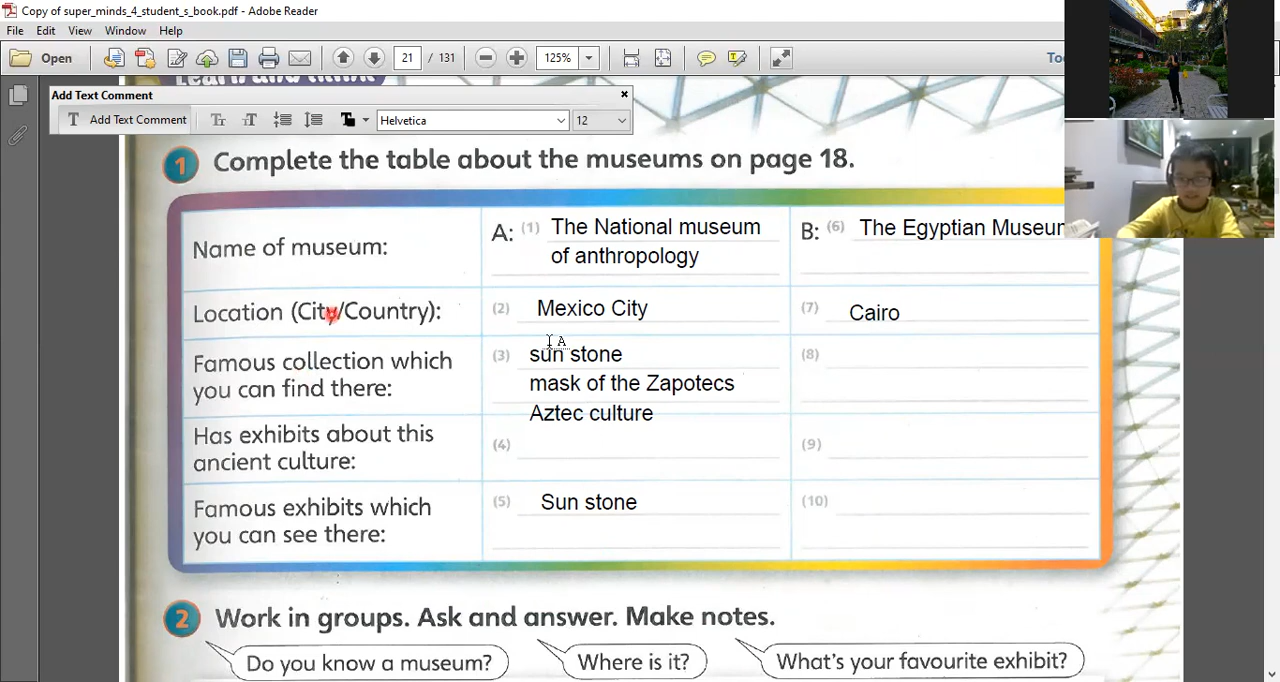 Copy of super_minds_4_student_s_book.pdf - Adobe Reader
File Edit View Window Help
Open 21 / 131 125%
Add Text Comment
Add Text Comment Helvetica 12
Learn and think
1 Complete the table about the museums on page 18.
Name of museum: A: (1) The National museum
of anthropology
B: (6) The Egyptian Museum
Location (City/Country): (2) Mexico City (7) Cairo
Famous collection which
you can find there:
(3) sun stone
mask of the Zapotecs
Aztec culture
(8)
Has exhibits about this
ancient culture:
(4)
(9)
Famous exhibits which
you can see there:
(5) Sun stone
(10)
2 Work in groups. Ask and answer. Make notes.
Do you know a museum? Where is it? What's your favourite exhibit?